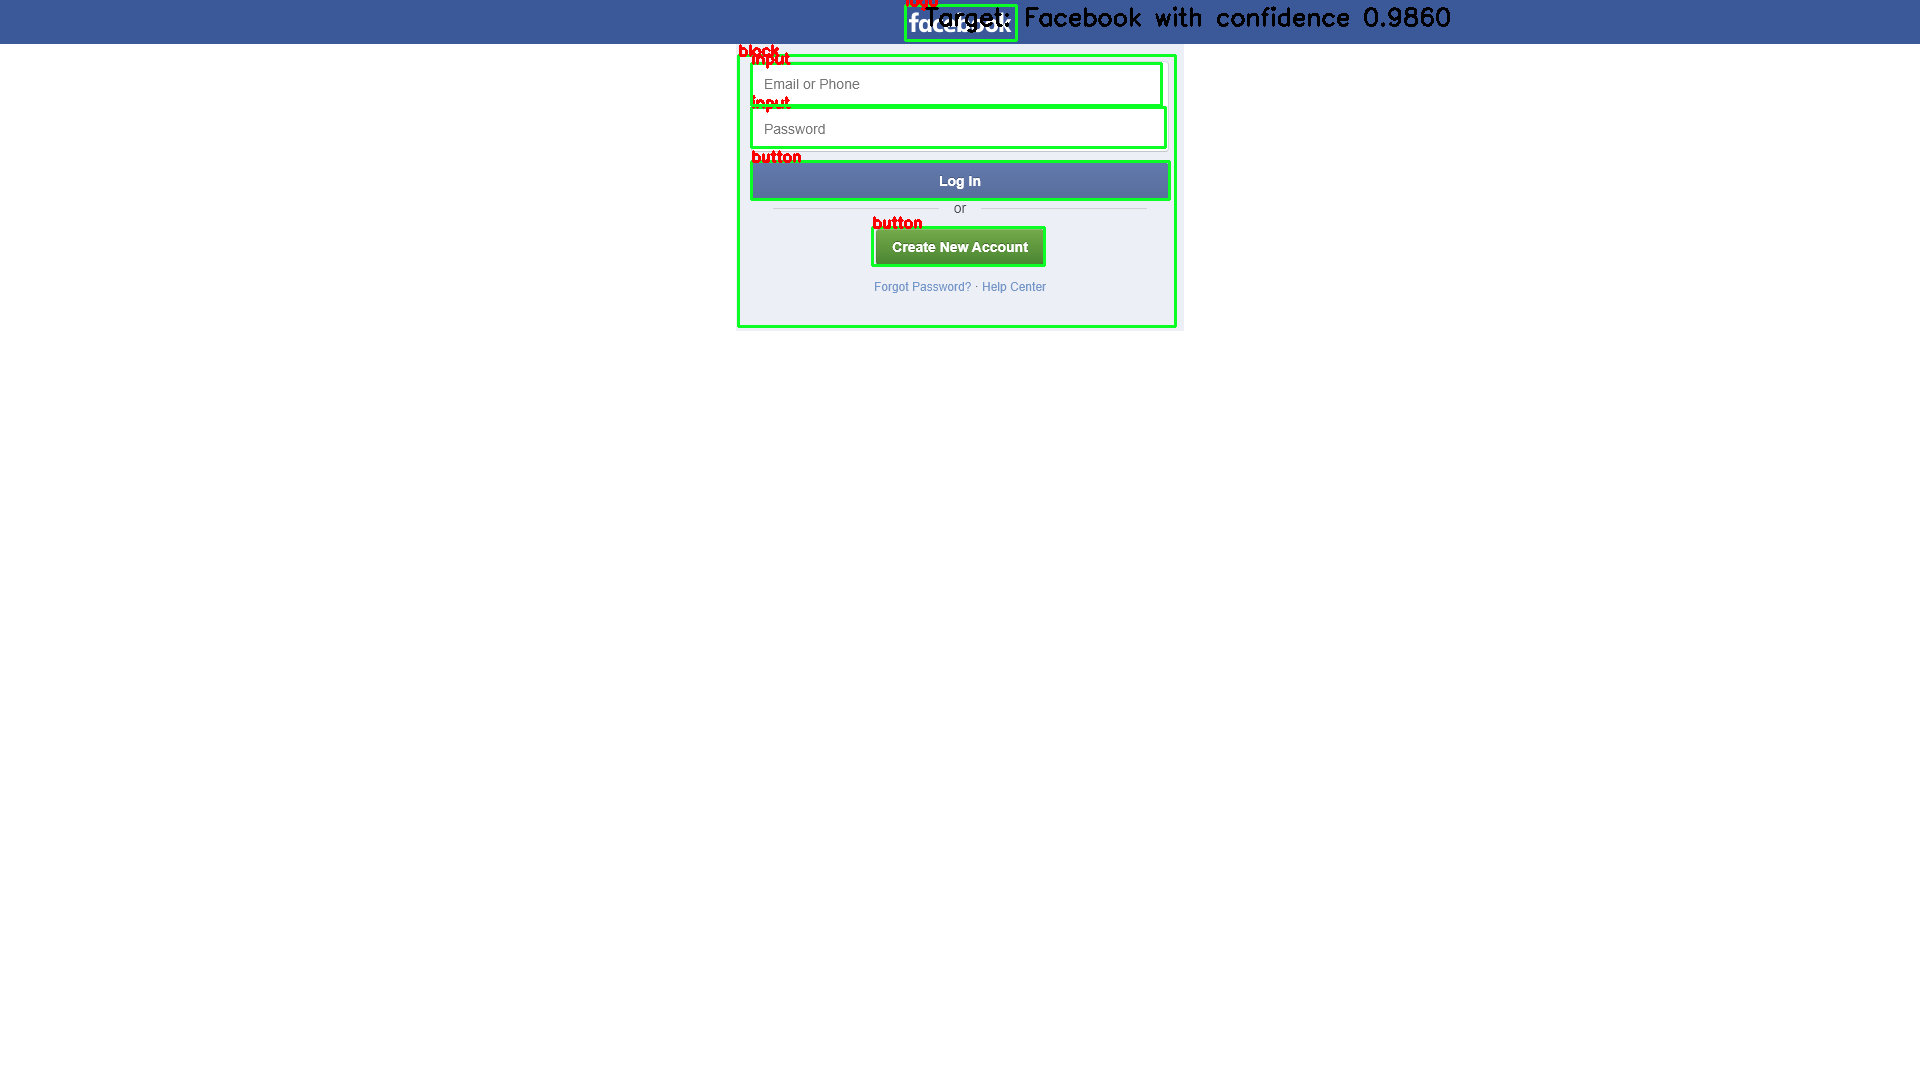 logo
facebook
Target: Facebook with confidence 0.9860
block
input
Email or Phone
input
Password
button
Log In
or
button
Create New Account
Forgot Password? · Help Center